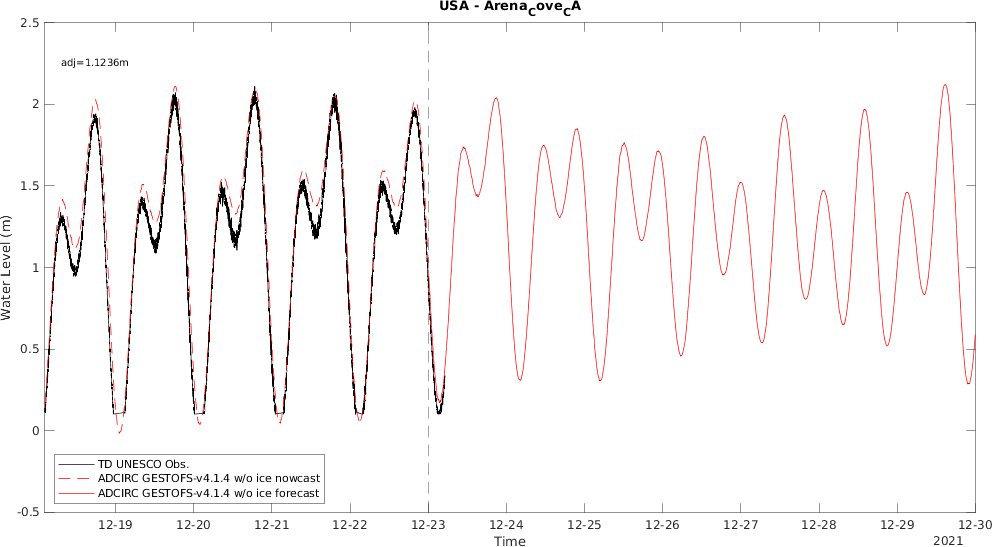 USA - ArenaCoveCA
2.5
adj=1.1236m
2
1.5
1
0.5
0
-0.5
Water Level (m)
TD UNESCO Obs.
ADCIRC GESTOFS-v4.1.4 w/o ice nowcast
ADCIRC GESTOFS-v4.1.4 w/o ice forecast
12-19 12-20 12-21 12-22 12-23 12-24 12-25 12-26 12-27 12-28 12-29 12-30
Time
2021